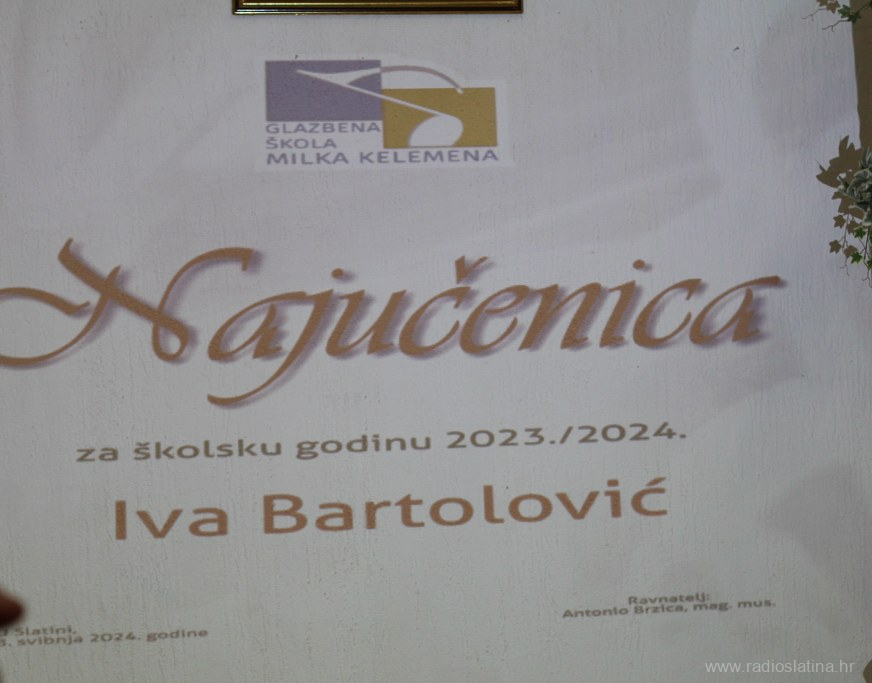 GLAZBENA
ŠKOLA
MILKA KELEMENA
Najučenica
za školsku godinu 2023./2024.
Iva Bartolović
Slatini,
svibnja 2024. godine
Ravnatelj:
Antonio Brzica, mag. mus.
www.radioslatina.hr